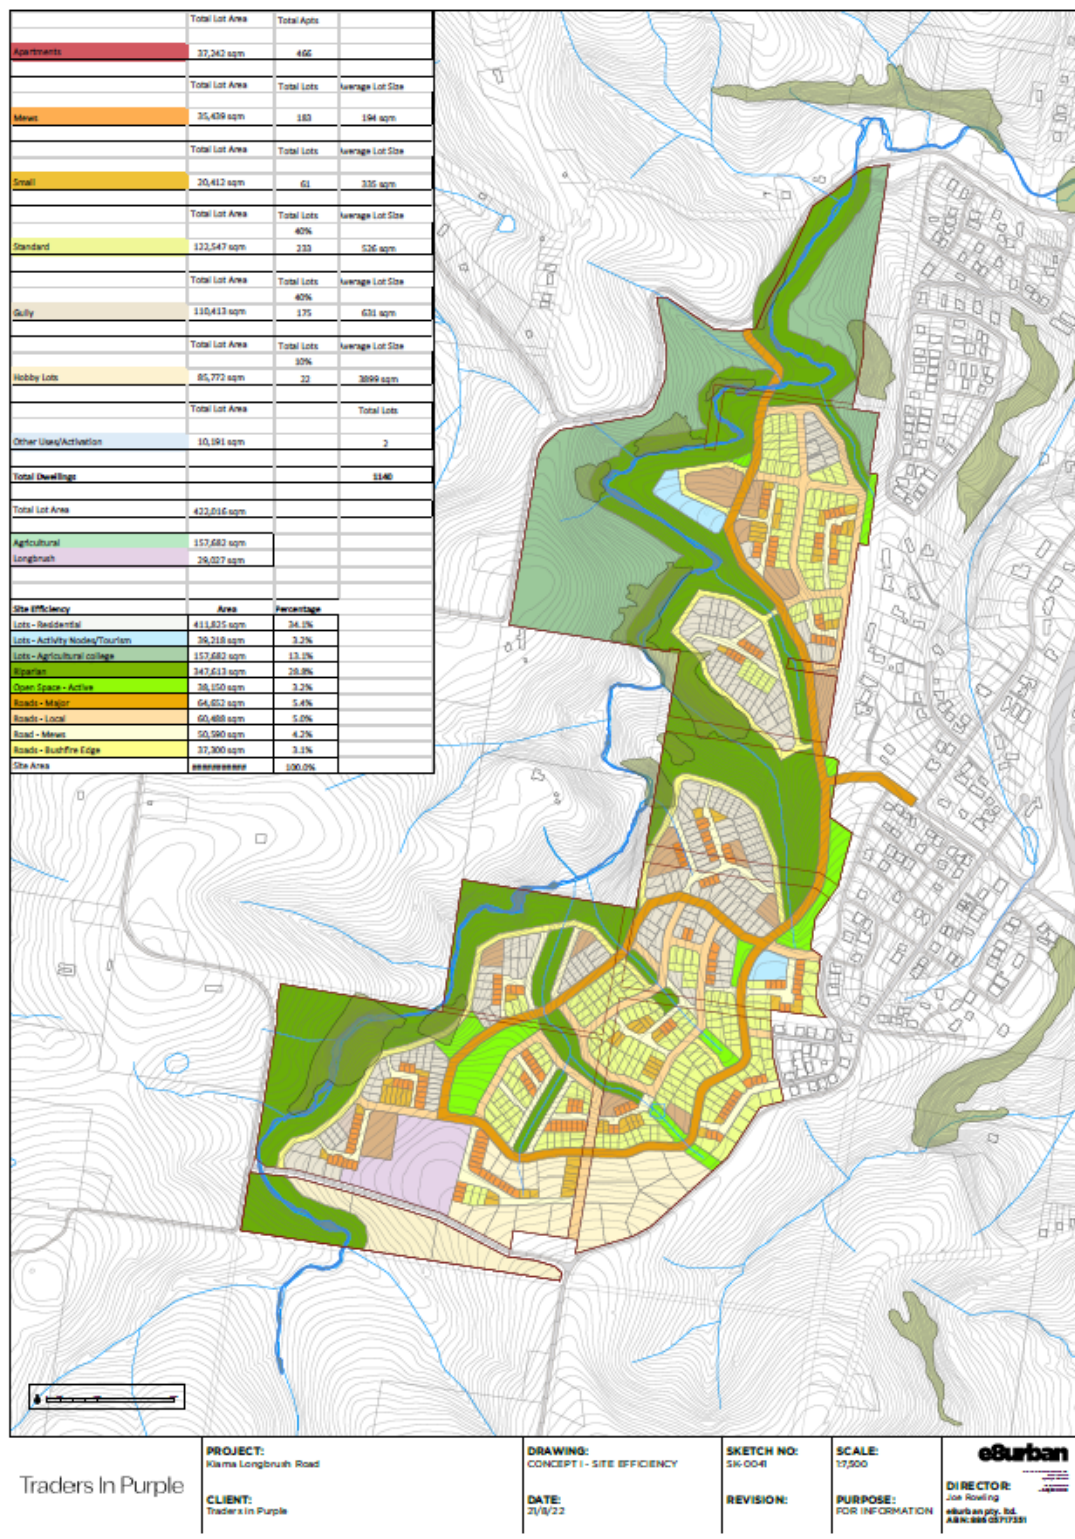 Total Lot Area Total Apts
Apartments 37,242 sqm 466
Total Lot Area Total Lots Average Lot Size
Mews 35,439 sqm 183 194 sqm
Total Lot Area Total Lots Average Lot Size
Small 20,412 sqm 61 335 sqm
Total Lot Area Total Lots Average Lot Size
40%
Standard 122,547 sqm 233 526 sqm
Total Lot Area Total Lots Average Lot Size
40%
Gully 110,413 sqm 175 631 sqm
Total Lot Area Total Lots Average Lot Size
10%
Hobby Lots 85,772 sqm 22 3899 sqm
Total Lot Area Total Lots
Other Uses/Activation 10,191 sqm 2
Total Dwellings 1140
Total Lot Area 422,016 sqm
Agricultural 157,682 sqm
Longbrush 29,027 sqm
Site Efficiency Area Percentage
Lots - Residential 411,825 sqm 34.1%
Lots - Activity Nodes/Tourism 39,218 sqm 3.2%
Lots - Agricultural college 157,682 sqm 13.1%
Riparian 347,613 sqm 28.8%
Open Space - Active 38,150 sqm 3.2%
Roads - Major 64,652 sqm 5.4%
Roads - Local 60,488 sqm 5.0%
Road - Mews 50,590 sqm 4.2%
Roads - Bushfire Edge 37,300 sqm 3.1%
Site Area ########### 100.0%
Traders In Purple
PROJECT:
Kiama Longbrush Road
CLIENT:
Traders in Purple
DRAWING:
CONCEPT 1 - SITE EFFICIENCY
DATE:
21/8/22
SKETCH NO:
SK-0041
REVISION:
SCALE:
1:7,500
PURPOSE:
FOR INFORMATION
e8urban
DIRECTOR:
Joe Rowling
e8urban pty. ltd.